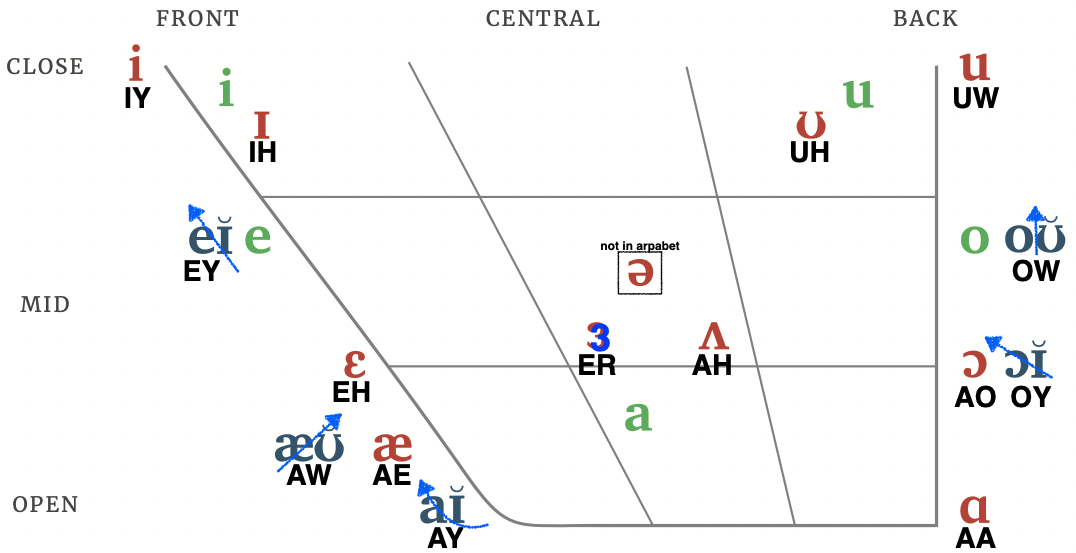 FRONT CENTRAL BACK
CLOSE i i u u
IY UW
ɪ ʊ
IH UH
eɪ̆ e o oʊ̆
EY OW
not in arpabet
ə
MID
3 ʌ
ER AH
ɛ ɔ ɔɪ̆
EH AO OY
a
æʊ̆ æ
AW AE
OPEN aɪ̆ ɑ
AY AA